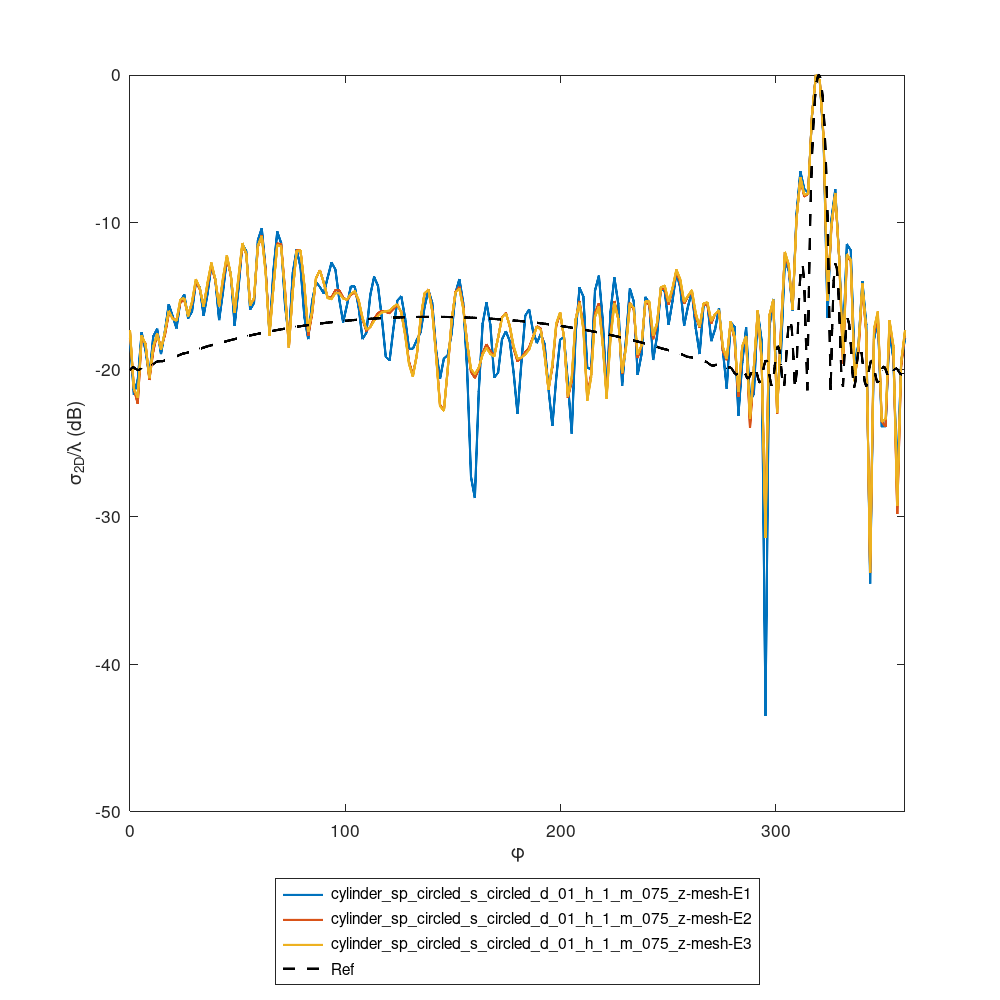 0
-10
-20
-30
-40
-50
σ2D/λ (dB)
0 100 200 300
φ
cylinder_sp_circled_s_circled_d_01_h_1_m_075_z-mesh-E1
cylinder_sp_circled_s_circled_d_01_h_1_m_075_z-mesh-E2
cylinder_sp_circled_s_circled_d_01_h_1_m_075_z-mesh-E3
Ref